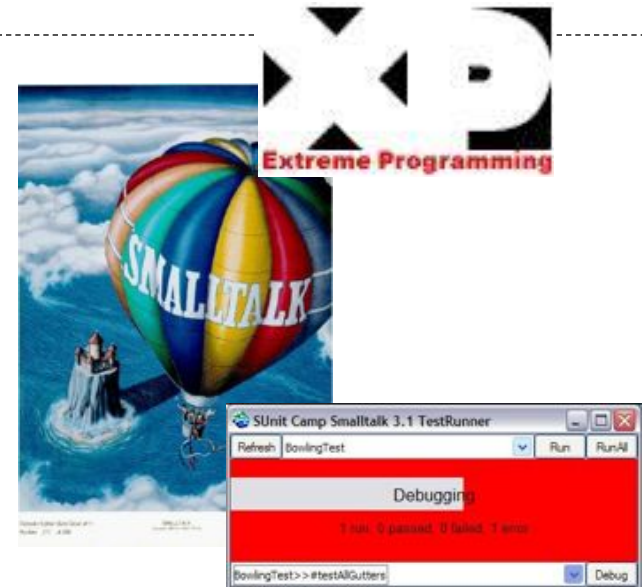 XP
Extreme Programming
SMALLTALK
SUnit Camp Smalltalk 3.1 TestRunner
Refresh BowlingTest Run RunAll
Debugging
1 run, 0 passed, 0 failed, 1 error
BowlingTest>>#testAllGutters Debug